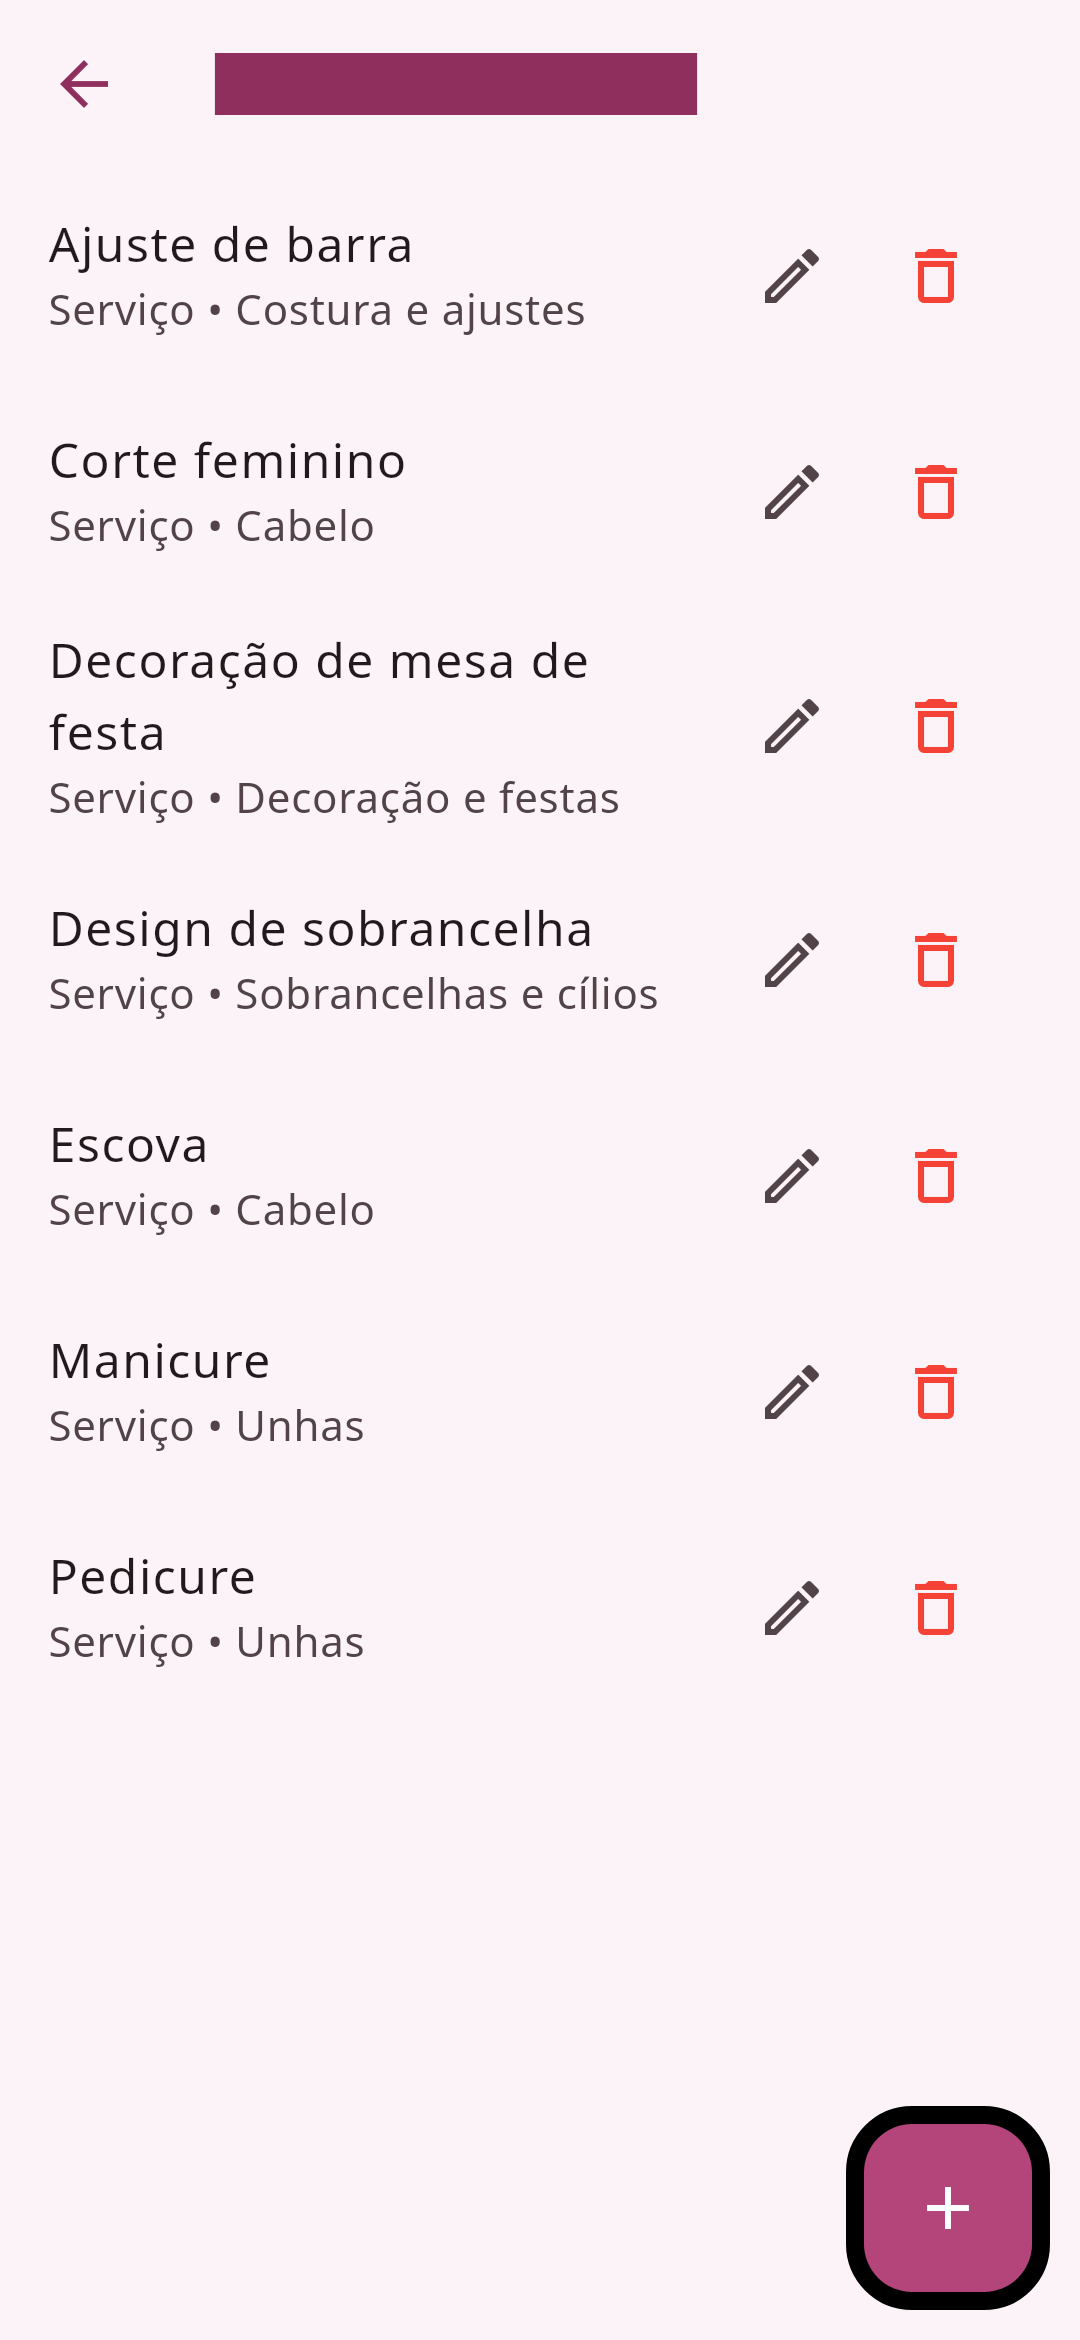 Ajuste de barra
Serviço • Costura e ajustes
Corte feminino
Serviço • Cabelo
Decoração de mesa de
festa
Serviço • Decoração e festas
Design de sobrancelha
Serviço • Sobrancelhas e cílios
Escova
Serviço • Cabelo
Manicure
Serviço • Unhas
Pedicure
Serviço • Unhas